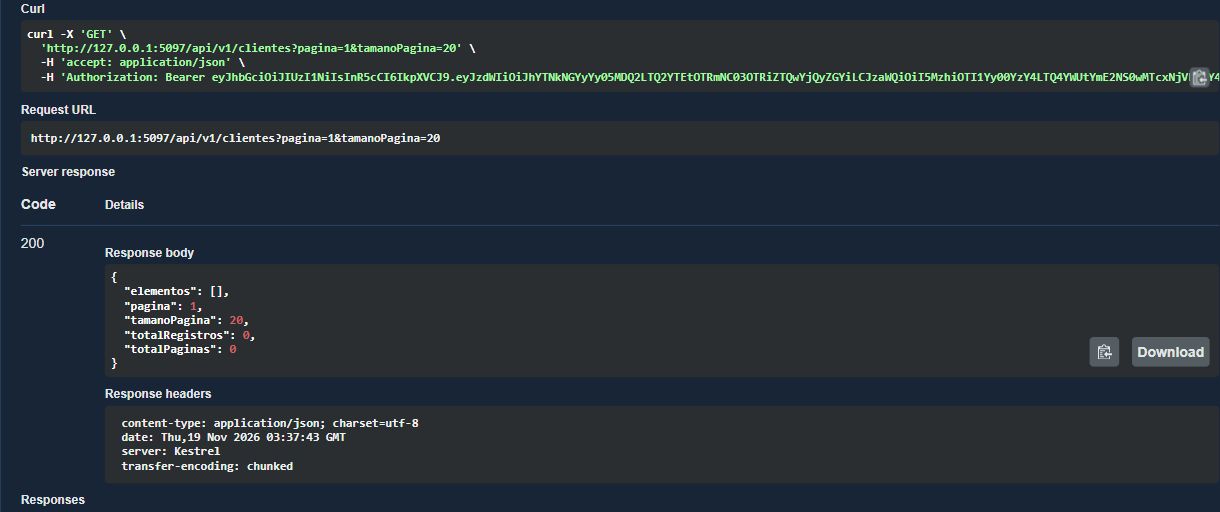 Curl
curl -X 'GET' \
'http://127.0.0.1:5097/api/v1/clientes?pagina=1&tamanoPagina=20' \
-H 'accept: application/json' \
-H 'Authorization: Bearer
Request URL
http://127.0.0.1:5097/api/v1/clientes?pagina=1&tamanoPagina=20
Server response
Code Details
200
Response body
{
"elementos": [],
"pagina": 1,
"tamanoPagina": 20,
"totalRegistros": 0,
"totalPaginas": 0
}
Download
Response headers
content-type: application/json; charset=utf-8
date: Thu,19 Nov 2026 03:37:43 GMT
server: Kestrel
transfer-encoding: chunked
Responses